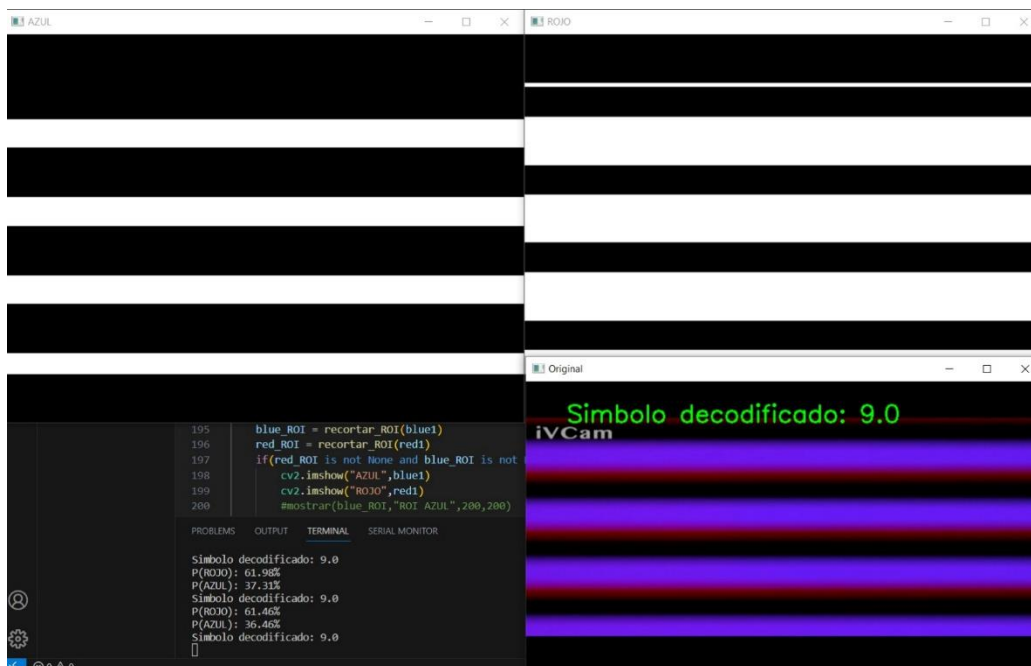 AZUL
ROJO
Original
Simbolo decodificado: 9.0
iVCam
195 blue_ROI = recortar_ROI(blue1)
196 red_ROI = recortar_ROI(red1)
197 if(red_ROI is not None and blue_ROI is not
198 cv2.imshow("AZUL",blue1)
199 cv2.imshow("ROJO",red1)
200 #mostrar(blue_ROI,"ROI AZUL",200,200)
PROBLEMS OUTPUT TERMINAL SERIAL MONITOR
Simbolo decodificado: 9.0
P(ROJO): 61.98%
P(AZUL): 37.31%
Simbolo decodificado: 9.0
P(ROJO): 61.46%
P(AZUL): 36.46%
Simbolo decodificado: 9.0